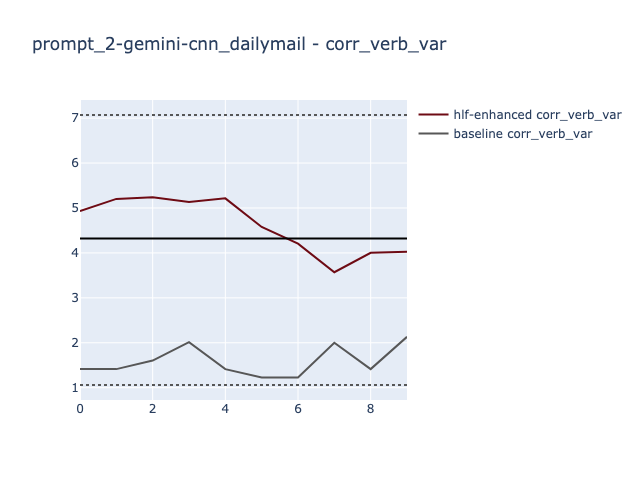 prompt_2-gemini-cnn_dailymail - corr_verb_var
hlf-enhanced corr_verb_var
baseline corr_verb_var
7
6
5
4
3
2
1
0 2 4 6 8